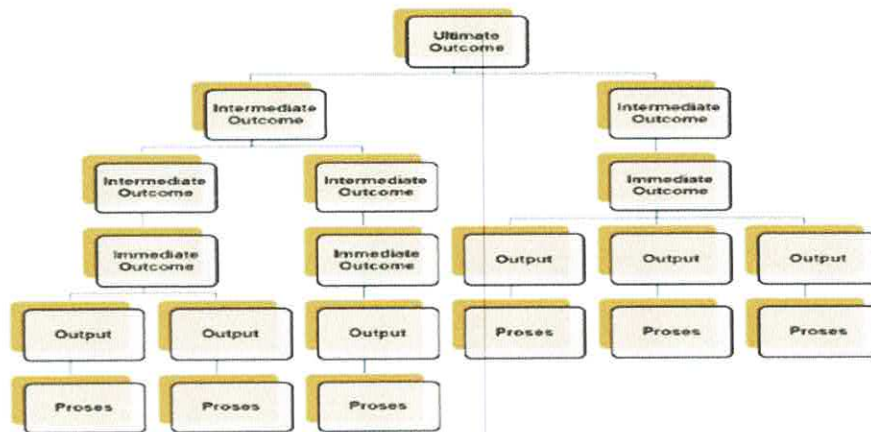 Ultimate
Outcome
Intermediate
Outcome
Intermediate
Outcome
Intermediate
Outcome
Intermediate
Outcome
Immediate
Outcome
Immediate
Outcome
Immediate
Outcome
Output
Output
Output
Output
Output
Output
Proses
Proses
Proses
Proses
Proses
Proses